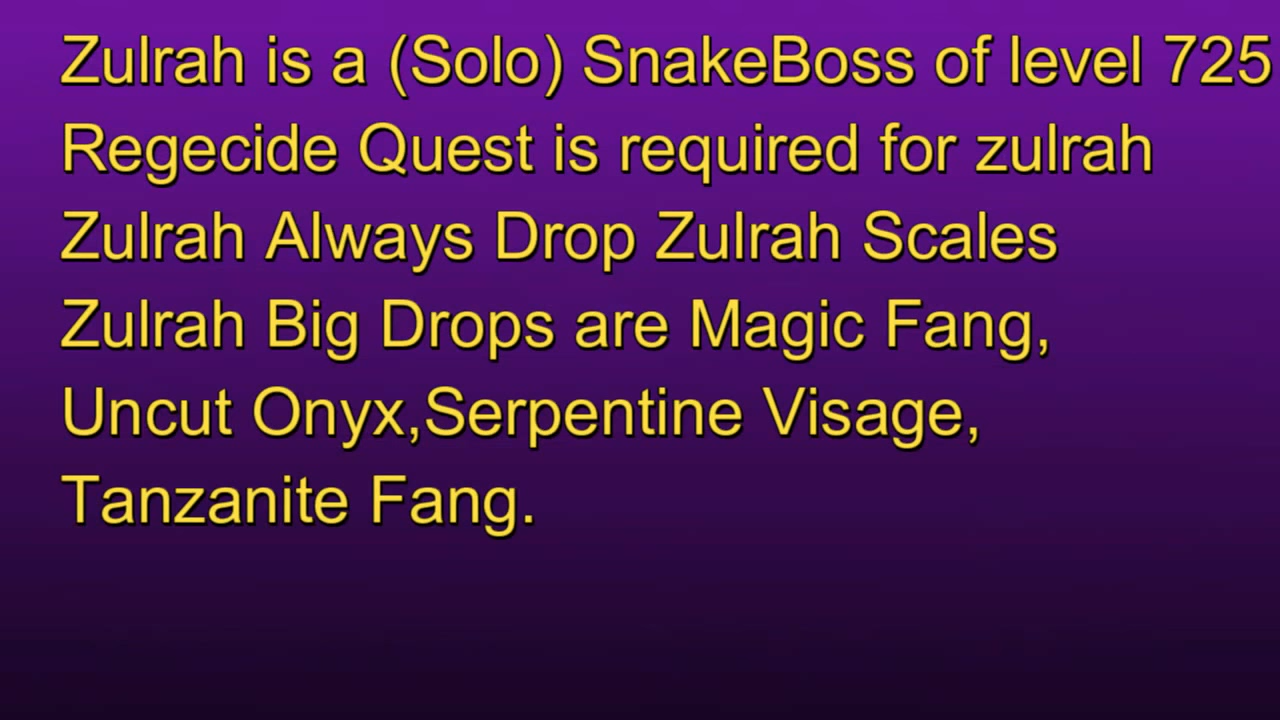 Zulrah is a (Solo) SnakeBoss of level 725
Regecide Quest is required for zulrah
Zulrah Always Drop Zulrah Scales
Zulrah Big Drops are Magic Fang,
Uncut Onyx,Serpentine Visage,
Tanzanite Fang.